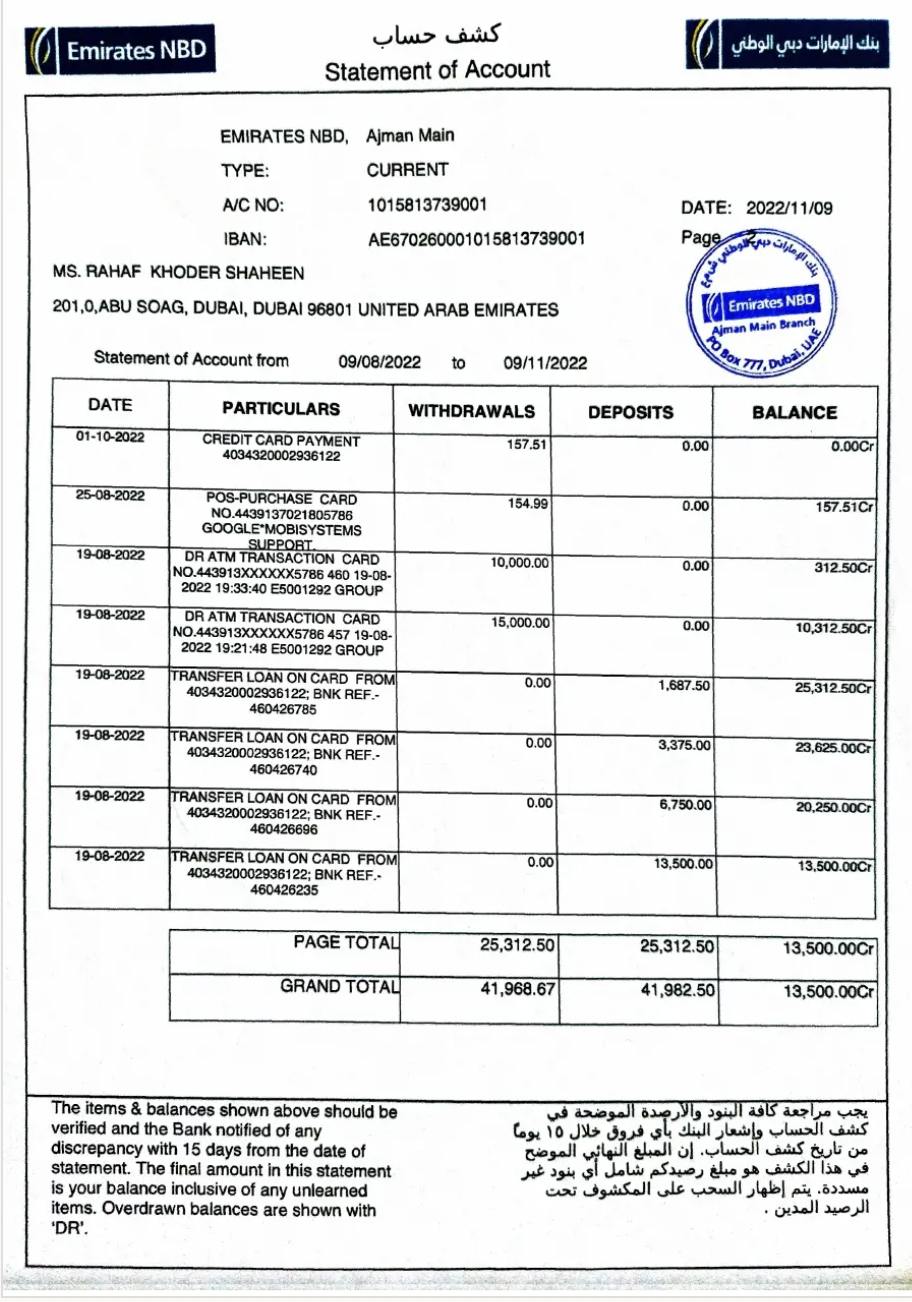 Emirates NBD
كشف حساب
بنك الإمارات دبي الوطني
Statement of Account
EMIRATES NBD, Ajman Main
TYPE: CURRENT
A/C NO: 1015813739001
DATE: 2022/11/09
IBAN: AE670260001015813739001
Page 2
MS. RAHAF KHODER SHAHEEN
201,0,ABU SOAG, DUBAI, DUBAI 96801 UNITED ARAB EMIRATES
بنك الإمارات دبي الوطني ش.م.ع
Emirates NBD
Ajman Main Branch
PO Box 777, Dubai, UAE
Statement of Account from 09/08/2022 to 09/11/2022
DATE PARTICULARS WITHDRAWALS DEPOSITS BALANCE
01-10-2022 CREDIT CARD PAYMENT 157.51 0.00 0.00Cr
4034320002936122
25-08-2022 POS-PURCHASE CARD 154.99 0.00 157.51Cr
NO.4439137021805786
GOOGLE*MOBISYSTEMS
SUPPORT.
19-08-2022 DR ATM TRANSACTION CARD 10,000.00 0.00 312.50Cr
NO.443913XXXXXX5786 460 19-08-
2022 19:33:40 E5001292 GROUP
19-08-2022 DR ATM TRANSACTION CARD 15,000.00 0.00 10,312.50Cr
NO.443913XXXXXX5786 457 19-08-
2022 19:21:48 E5001292 GROUP
19-08-2022 TRANSFER LOAN ON CARD FROM 0.00 1,687.50 25,312.50Cr
4034320002936122; BNK REF.-
460426785
19-08-2022 TRANSFER LOAN ON CARD FROM 0.00 3,375.00 23,625.00Cr
4034320002936122; BNK REF.-
460426740
19-08-2022 TRANSFER LOAN ON CARD FROM 0.00 6,750.00 20,250.00Cr
4034320002936122; BNK REF.-
460426696
19-08-2022 TRANSFER LOAN ON CARD FROM 0.00 13,500.00 13,500.00Cr
4034320002936122; BNK REF.-
460426235
PAGE TOTAL 25,312.50 25,312.50 13,500.00Cr
GRAND TOTAL 41,968.67 41,982.50 13,500.00Cr
The items & balances shown above should be
verified and the Bank notified of any
discrepancy with 15 days from the date of
statement. The final amount in this statement
is your balance inclusive of any unlearned
items. Overdrawn balances are shown with
‘DR’.
يجب مراجعة كافة البنود والأرصدة الموضحة في
كشف الحساب وإشعار البنك بأي فروق خلال ١٥ يوماً
من تاريخ كشف الحساب. إن المبلغ النهائي الموضح
في هذا الكشف هو مبلغ رصيدكم شامل أي بنود غير
مسددة. يتم إظهار السحب على المكشوف تحت
الرصيد المدين .